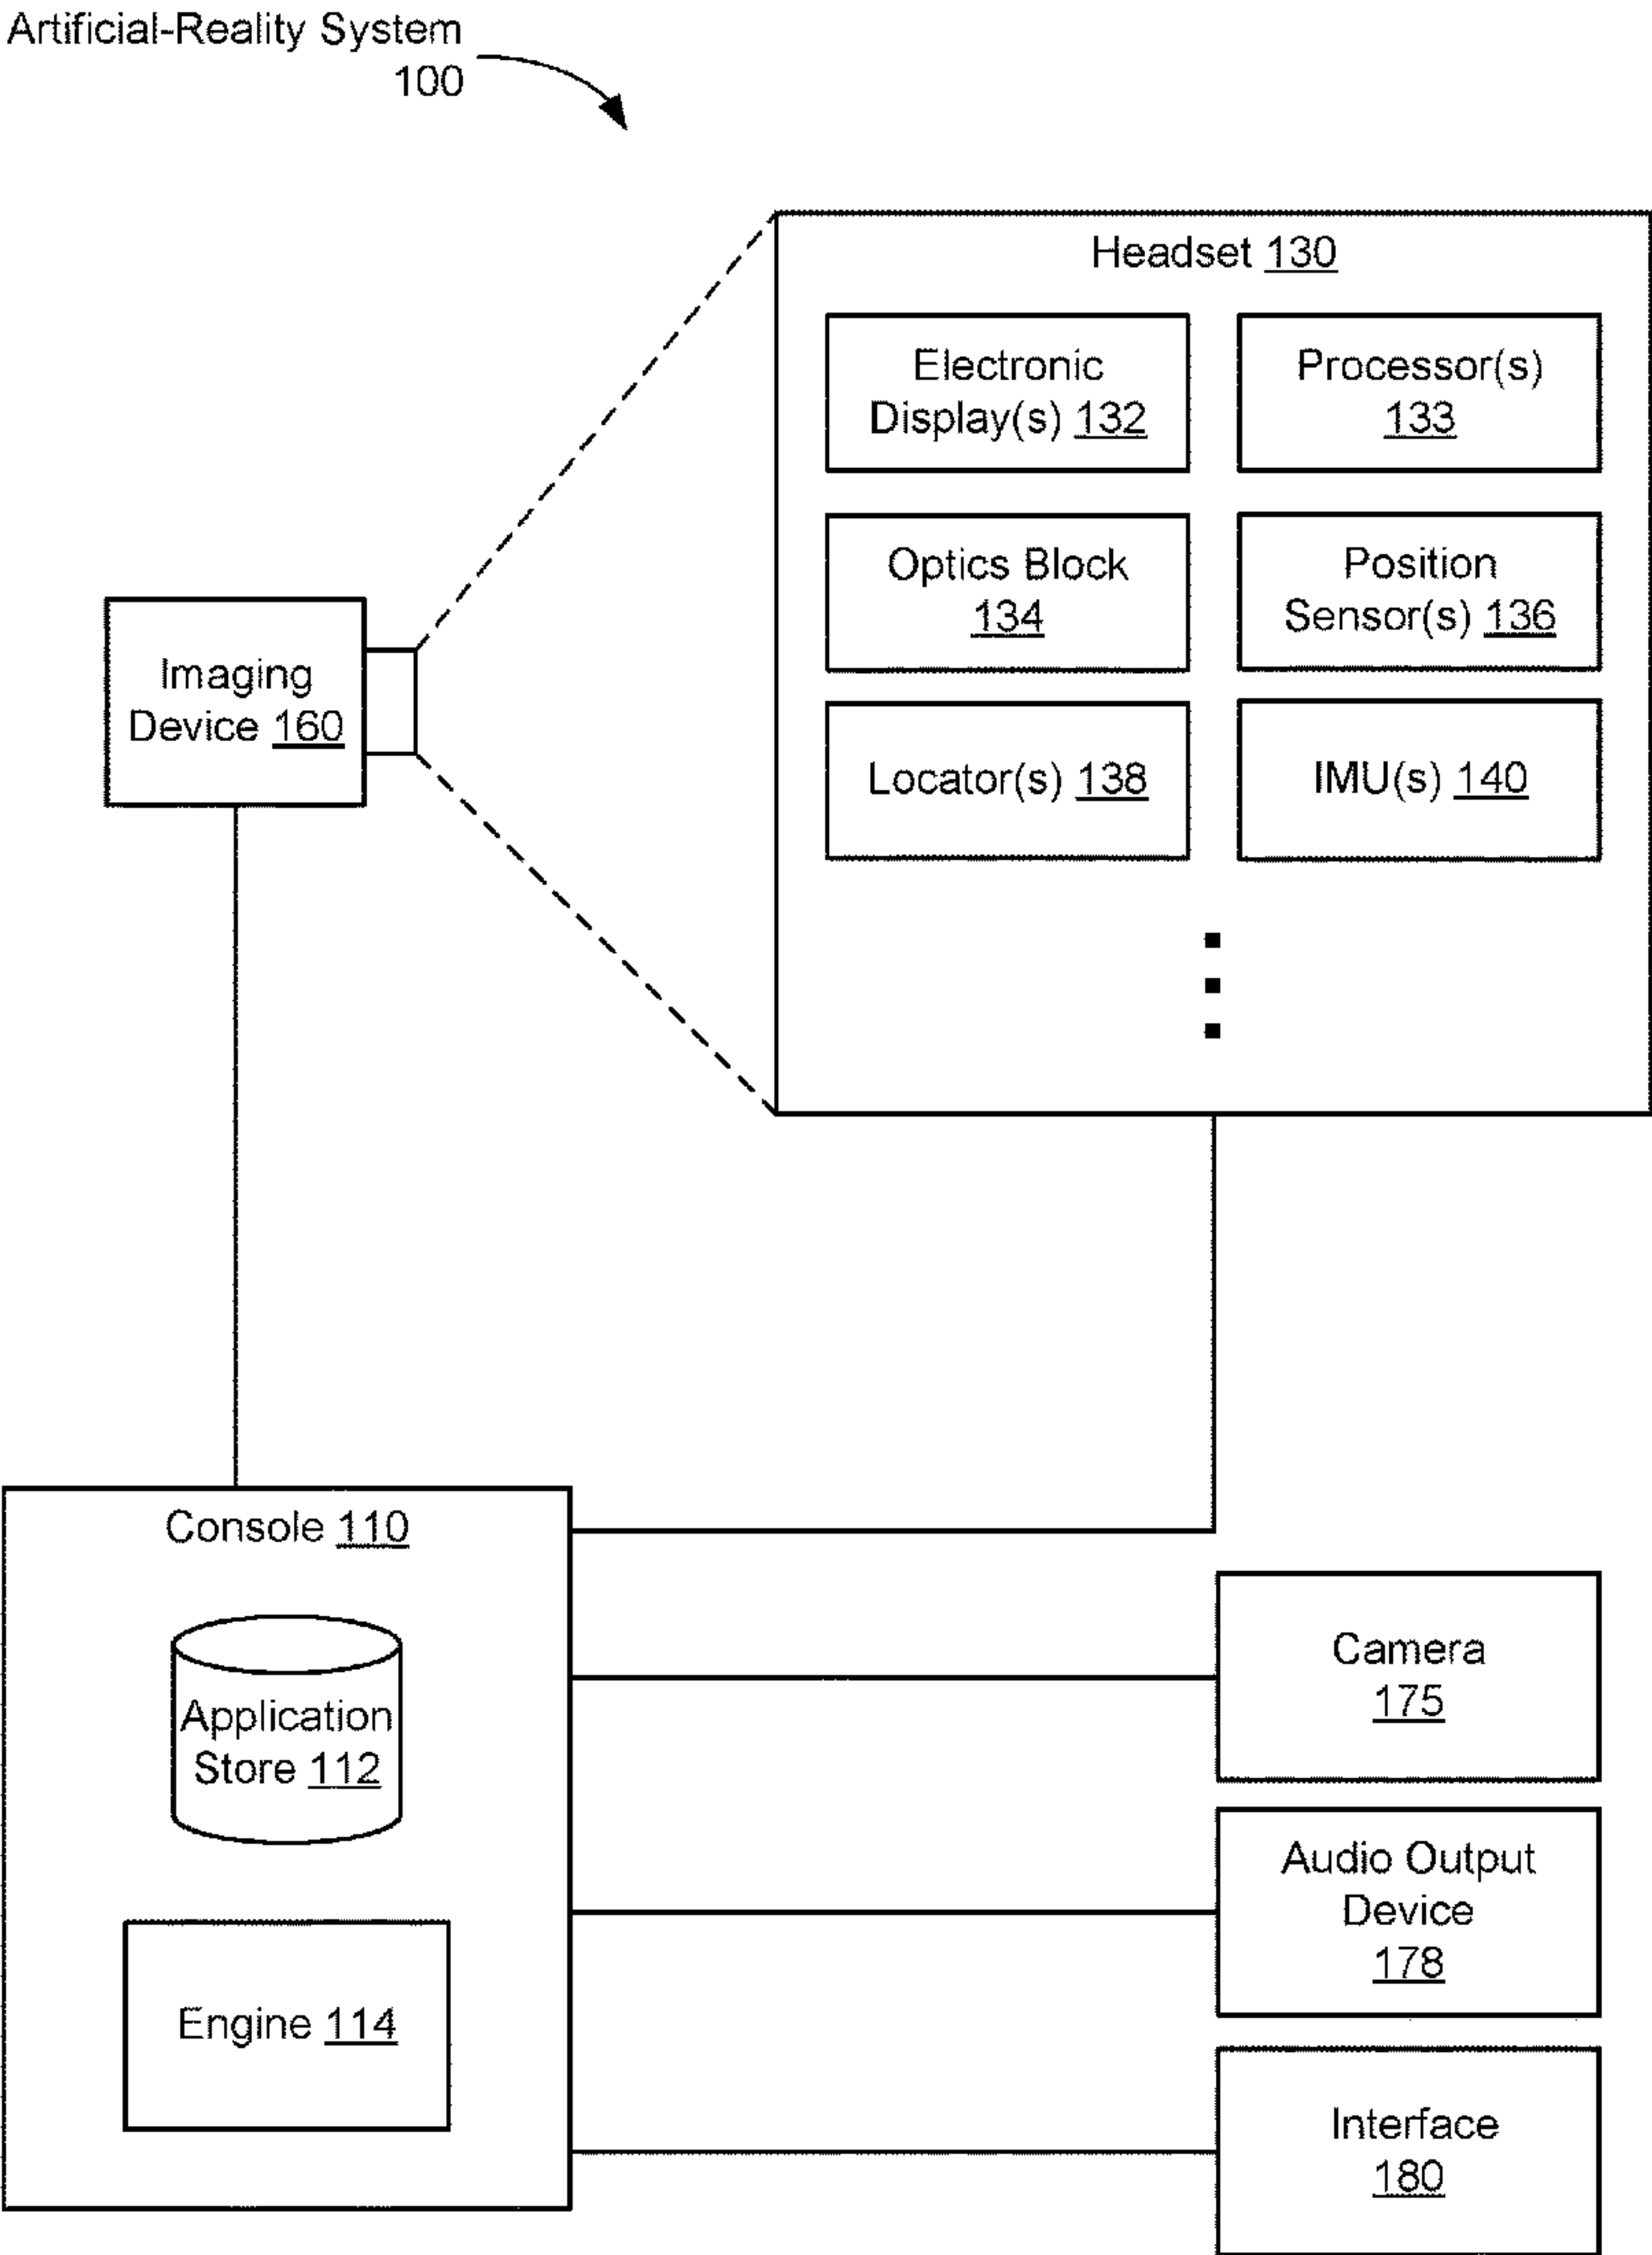 Artificial-Reality System
100
Headset 130
Electronic
Display(s) 132
Processor(s)
133
Optics Block
134
Position
Sensor(s) 136
Locator(s) 138
IMU(s) 140
Imaging
Device 160
Console 110
Application
Store 112
Engine 114
Camera
175
Audio Output
Device
178
Interface
180